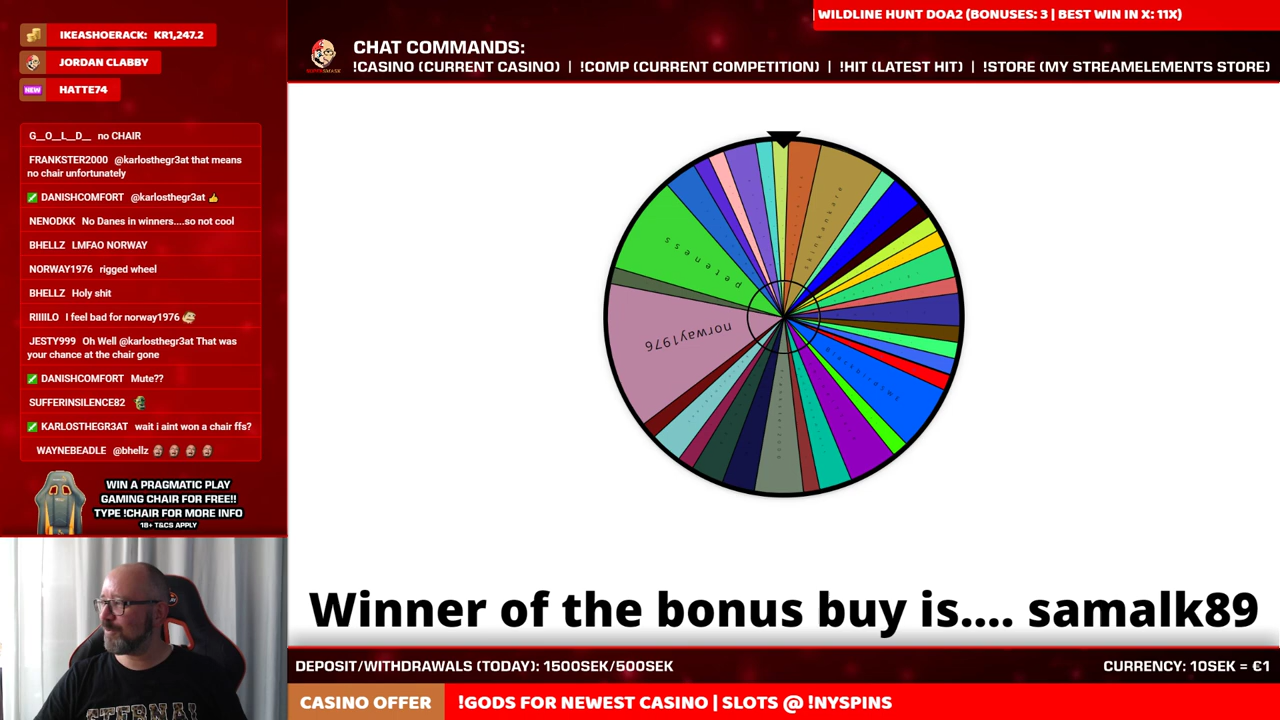 IKEASHOERACK: KR1,247.2
JORDAN CLABBY
NEW HATTE74
G__O__L__D__ no CHAIR
FRANKSTER2000 @karlosthegr3at that means
no chair unfortunately
DANISHCOMFORT @karlosthegr3at
NENODKK No Danes in winners....so not cool
BHELLZ LMFAO NORWAY
NORWAY1976 rigged wheel
BHELLZ Holy shit
RIIIILO I feel bad for norway1976
JESTY999 Oh Well @karlosthegr3at That was
your chance at the chair gone
DANISHCOMFORT Mute??
SUFFERINSILENCE82
KARLOSTHEGR3AT wait i aint won a chair ffs?
WAYNEBEADLE @bhellz
WIN A PRAGMATIC PLAY
GAMING CHAIR FOR FREE!!
TYPE !CHAIR FOR MORE INFO
18+ T&CS APPLY
WILDLINE HUNT DOA2 (BONUSES: 3 | BEST WIN IN X: 11X)
CHAT COMMANDS:
!CASINO (CURRENT CASINO) | !COMP (CURRENT COMPETITION) | !HIT (LATEST HIT) | !STORE (MY STREAMELEMENTS STORE)
peteness
norway1976
Winner of the bonus buy is.... samalk89
DEPOSIT/WITHDRAWALS (TODAY): 1500SEK/500SEK
CURRENCY: 10SEK = €1
CASINO OFFER
!GODS FOR NEWEST CASINO | SLOTS @ !NYSPINS